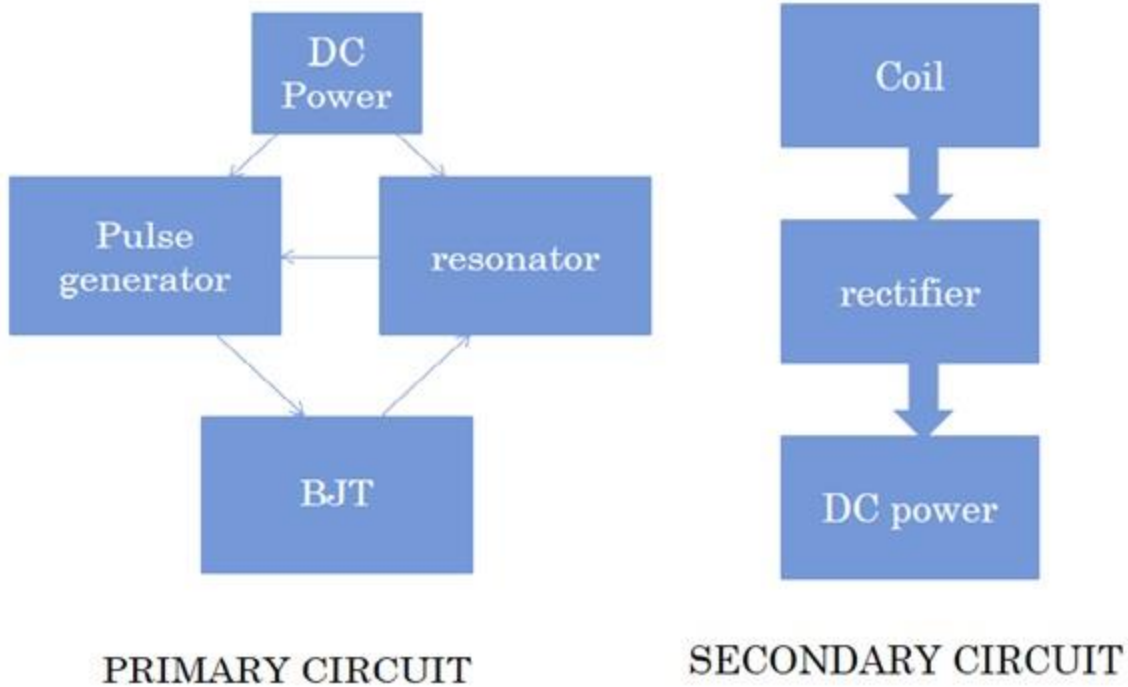 DC
Power
Pulse
generator
resonator
BJT
PRIMARY CIRCUIT
Coil
rectifier
DC power
SECONDARY CIRCUIT